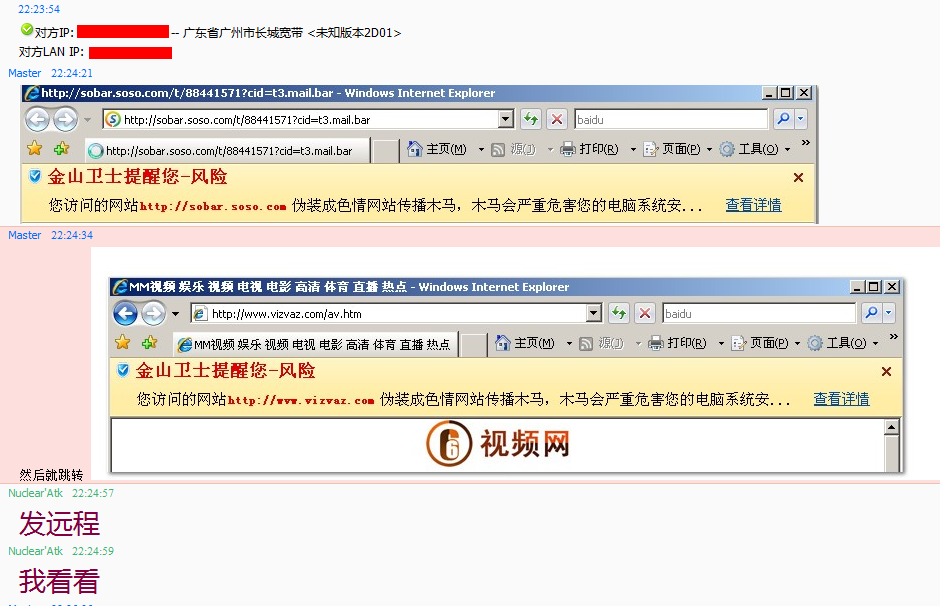 22:23:54
对方IP: -- 广东省广州市长城宽带 <未知版本2D01>
对方LAN IP:
Master 22:24:21
http://sobar.soso.com/t/88441571?cid=t3.mail.bar - Windows Internet Explorer
http://sobar.soso.com/t/88441571?cid=t3.mail.bar baidu
http://sobar.soso.com/t/88441571?cid=t3.mail.bar 主页(M) 源(J) 打印(R) 页面(P) 工具(O) »
金山卫士提醒您-风险
您访问的网站http://sobar.soso.com 伪装成色情网站传播木马，木马会严重危害您的电脑系统安... 查看详情
Master 22:24:34
MM视频 娱乐 视频 电视 电影 高清 体育 直播 热点 - Windows Internet Explorer
http://www.vizvaz.com/av.htm baidu
MM视频 娱乐 视频 电视 电影 高清 体育 直播 热点 主页(M) 源(J) 打印(R) 页面(P) 工具(O) »
金山卫士提醒您-风险
您访问的网站http://www.vizvaz.com 伪装成色情网站传播木马，木马会严重危害您的电脑系统安... 查看详情
6 视频网
然后就跳转
Nuclear'Atk 22:24:57
发远程
Nuclear'Atk 22:24:59
我看看